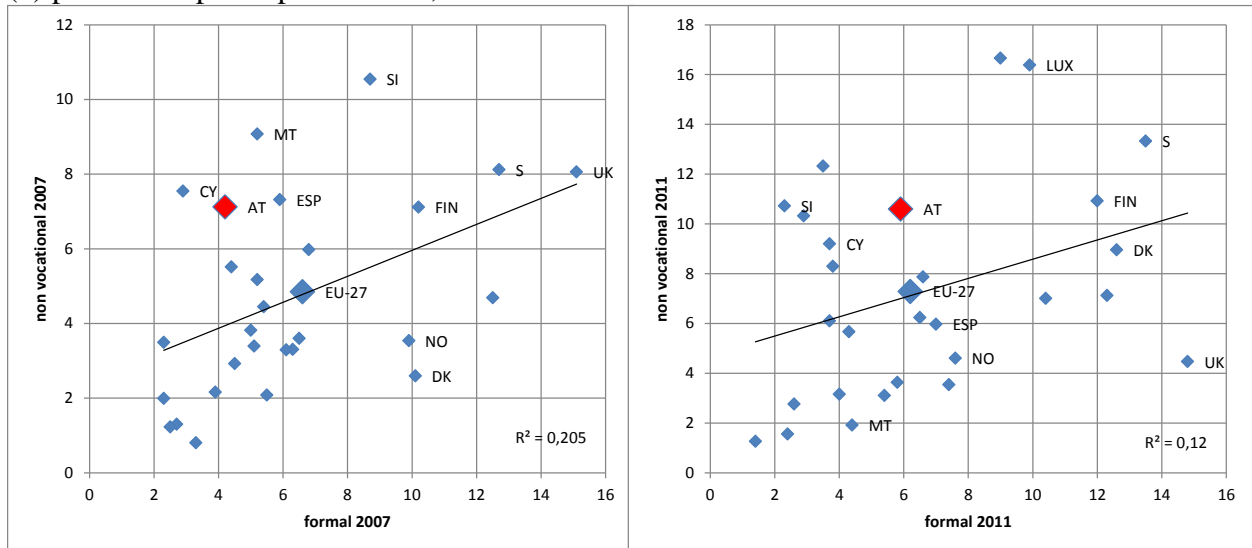 12
10
8
6
4
2
0
non vocational 2007
SI
MT
CY
AT
ESP
S
UK
FIN
EU-27
NO
DK
R² = 0,205
0 2 4 6 8 10 12 14 16
formal 2007
18
16
14
12
10
8
6
4
2
0
non vocational 2011
LUX
S
SI
AT
FIN
CY
DK
EU-27
ESP
NO
UK
MT
R² = 0,12
0 2 4 6 8 10 12 14 16
formal 2011